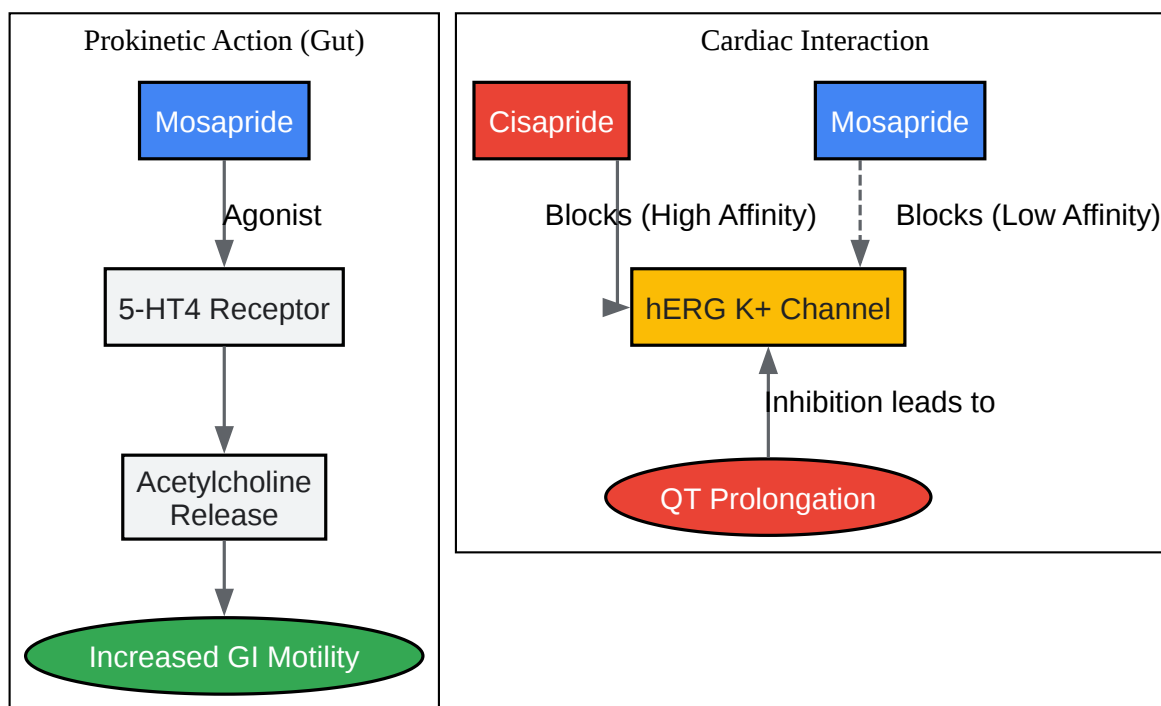 Prokinetic Action (Gut)
Mosapride
Agonist
5-HT4 Receptor
Acetylcholine
Release
Increased GI Motility
Cardiac Interaction
Cisapride
Mosapride
Blocks (High Affinity)
Blocks (Low Affinity)
hERG K+ Channel
Inhibition leads to
QT Prolongation